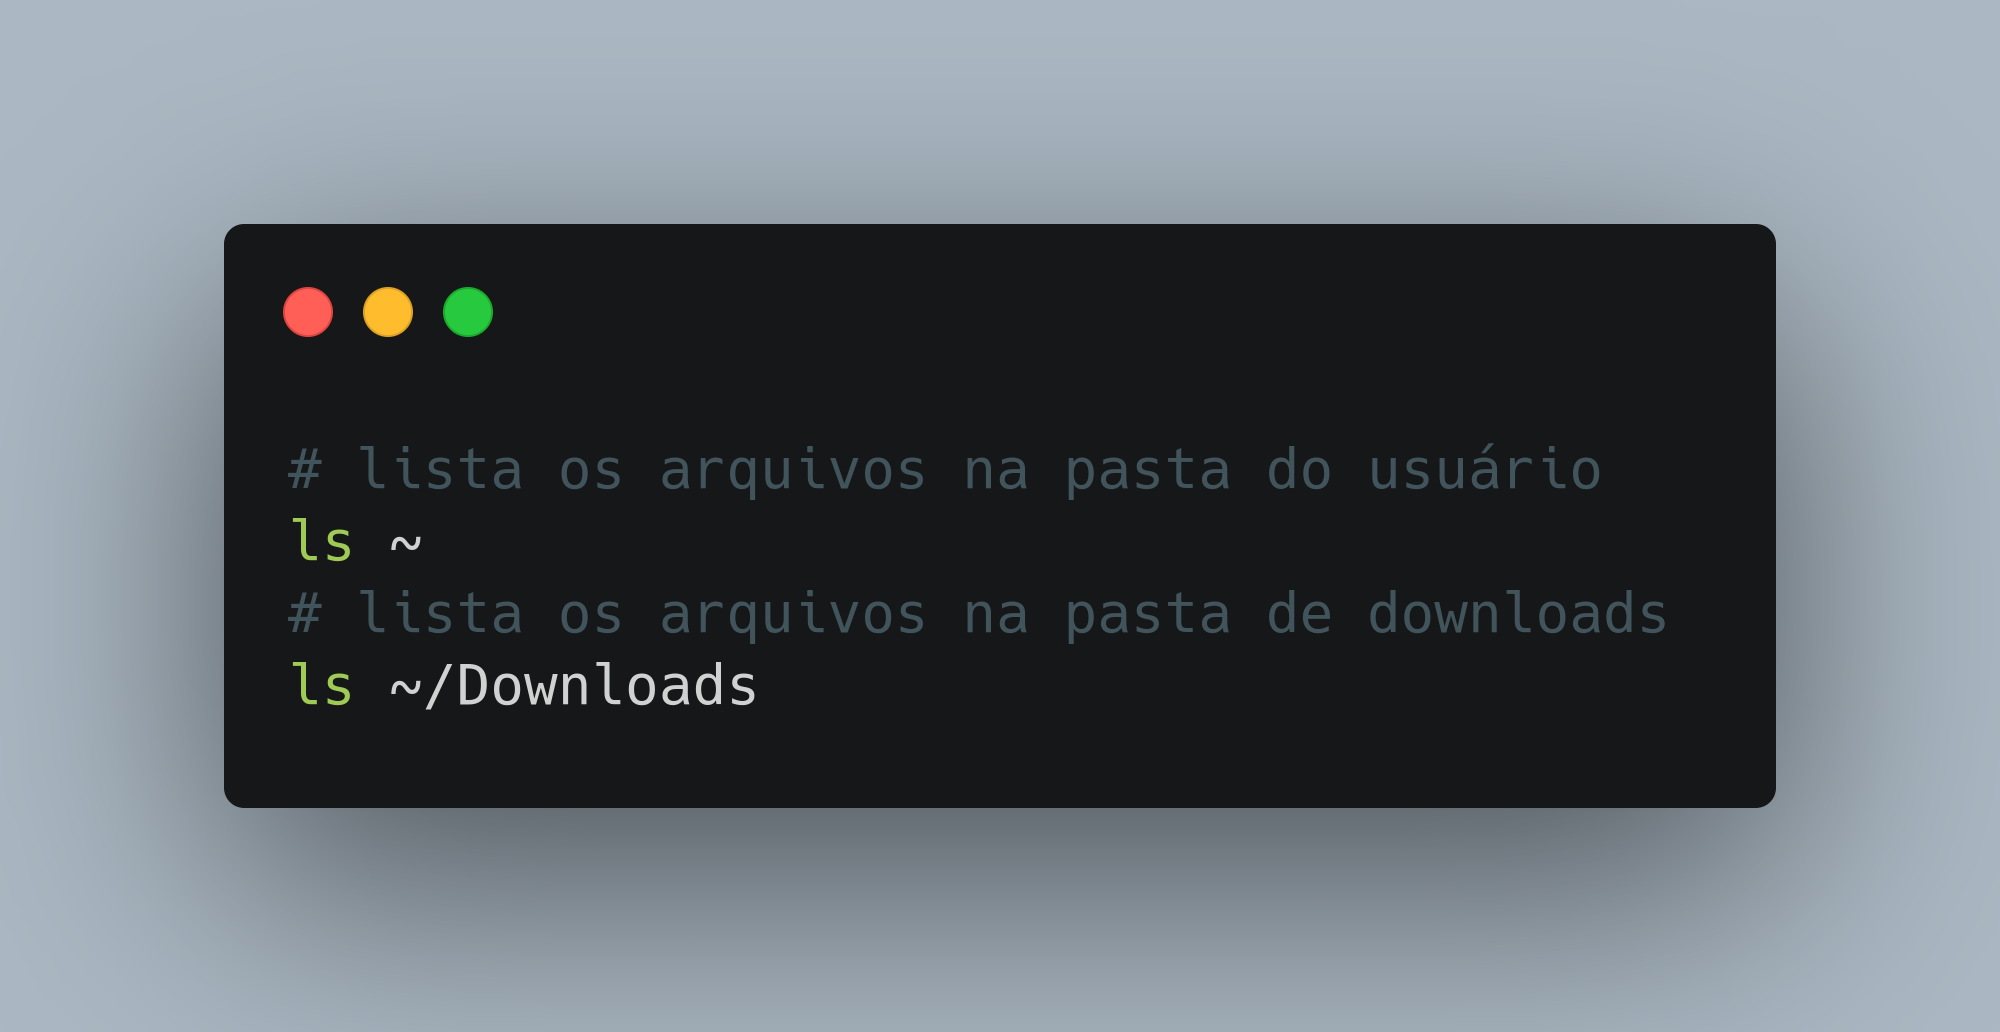 # lista os arquivos na pasta do usuário
ls ~
# lista os arquivos na pasta de downloads
ls ~/Downloads